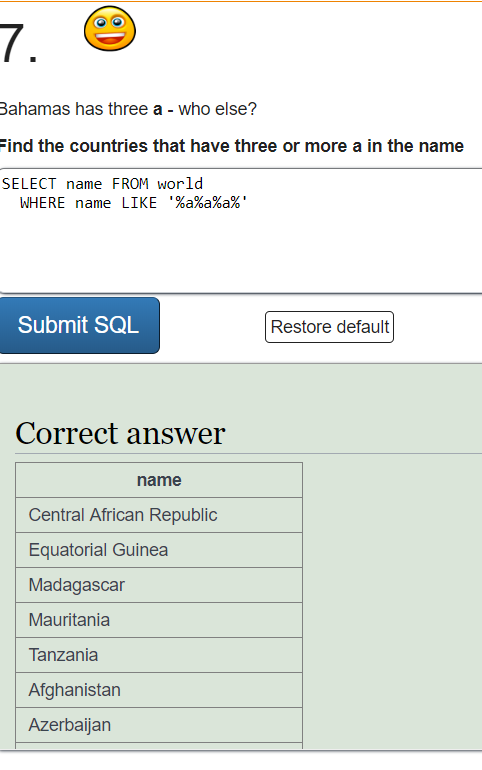 7.
Bahamas has three a - who else?
Find the countries that have three or more a in the name
SELECT name FROM world
WHERE name LIKE '%a%a%a%'
Submit SQL
Restore default
Correct answer
name
Central African Republic
Equatorial Guinea
Madagascar
Mauritania
Tanzania
Afghanistan
Azerbaijan